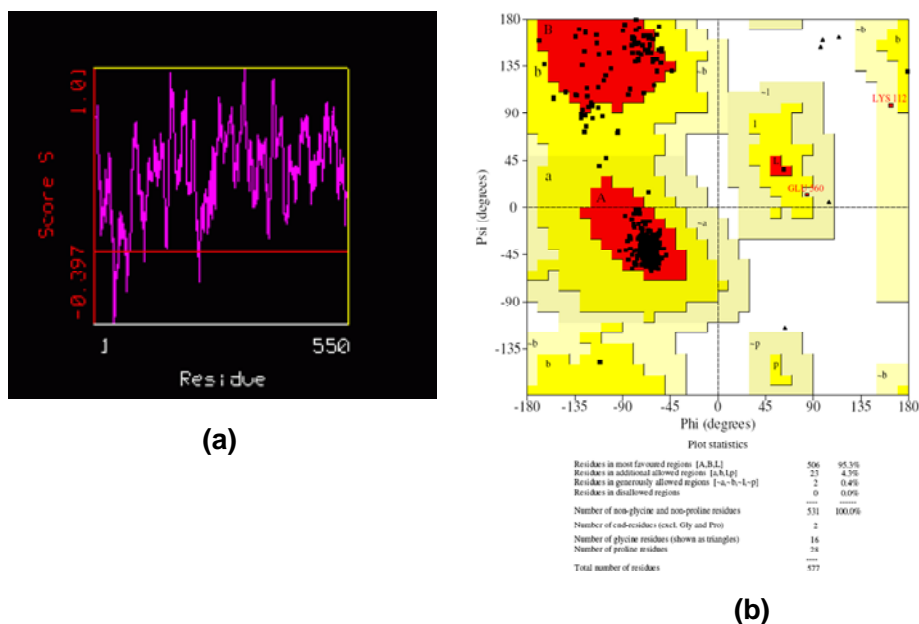 1.0)
Score S
-0.397
1 550
Residue
(a)
180
135
90
45
0
-45
-90
-135
-180 -135 -90 -45 0 45 90 135 180
Psi (degrees)
Phi (degrees)
B
b
~b
b
~b
~l
l
L
LYS 112
a
A
~a
~b
b
~p
p
~b
Plot statistics
Residues in most favoured regions [A,B,L] 506 95.3%
Residues in additional allowed regions [a,b,l,p] 23 4.3%
Residues in generously allowed regions [~a,~b,~l,~p] 2 0.4%
Residues in disallowed regions 0 0.0%
---- ------
Number of non-glycine and non-proline residues 531 100.0%
Number of end-residues (excl. Gly and Pro) 2
Number of glycine residues (shown as triangles) 16
Number of proline residues 28
----
Total number of residues 577
(b)